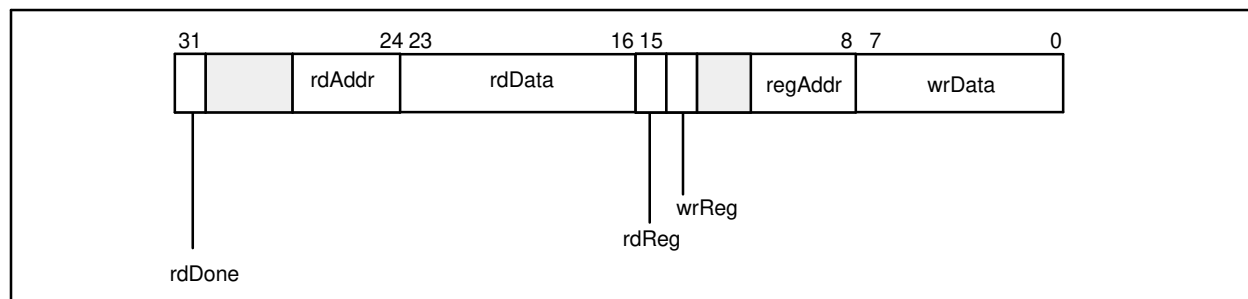 31 24 23 16 15 8 7 0
rdAddr rdData regAddr wrData
wrReg
rdReg
rdDone